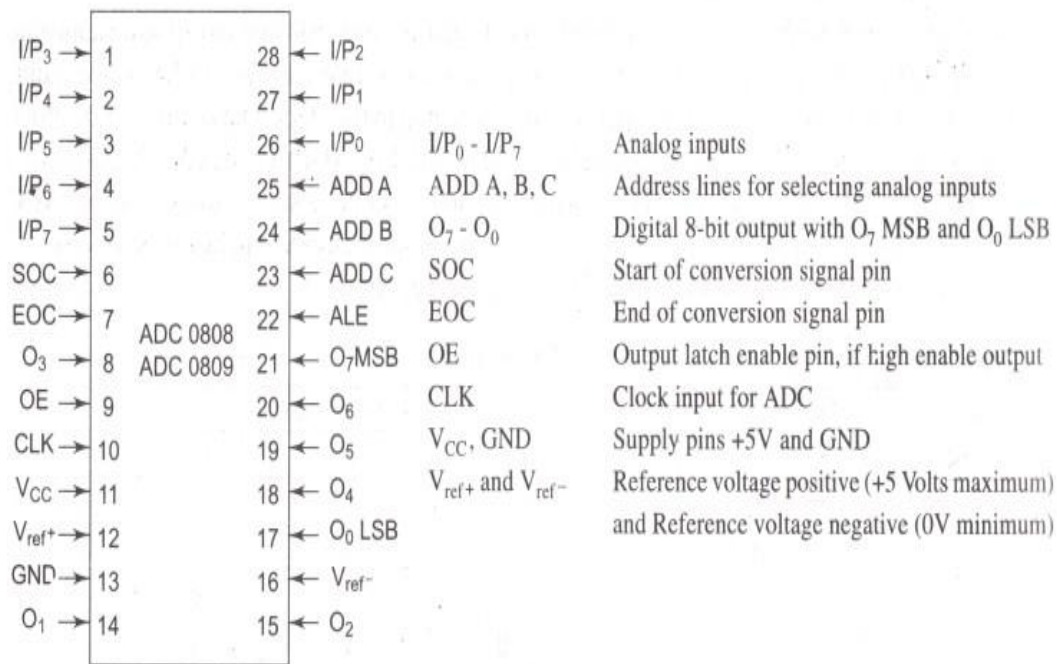 I/P₃ 1 28 I/P₂
I/P₄ 2 27 I/P₁
I/P₅ 3 26 I/P₀ I/P₀ - I/P₇ Analog inputs
I/P₆ 4 25 ADD A ADD A, B, C Address lines for selecting analog inputs
I/P₇ 5 24 ADD B O₇ - O₀ Digital 8-bit output with O₇ MSB and O₀ LSB
SOC 6 23 ADD C SOC Start of conversion signal pin
EOC 7 22 ALE EOC End of conversion signal pin
ADC 0808
O₃ 8 ADC 0809 21 O₇MSB OE Output latch enable pin, if high enable output
OE 9 20 O₆ CLK Clock input for ADC
CLK 10 19 O₅ V_CC, GND Supply pins +5V and GND
V_CC 11 18 O₄ V_ref+ and V_ref− Reference voltage positive (+5 Volts maximum)
V_ref+ 12 17 O₀ LSB and Reference voltage negative (0V minimum)
GND 13 16 V_ref−
O₁ 14 15 O₂